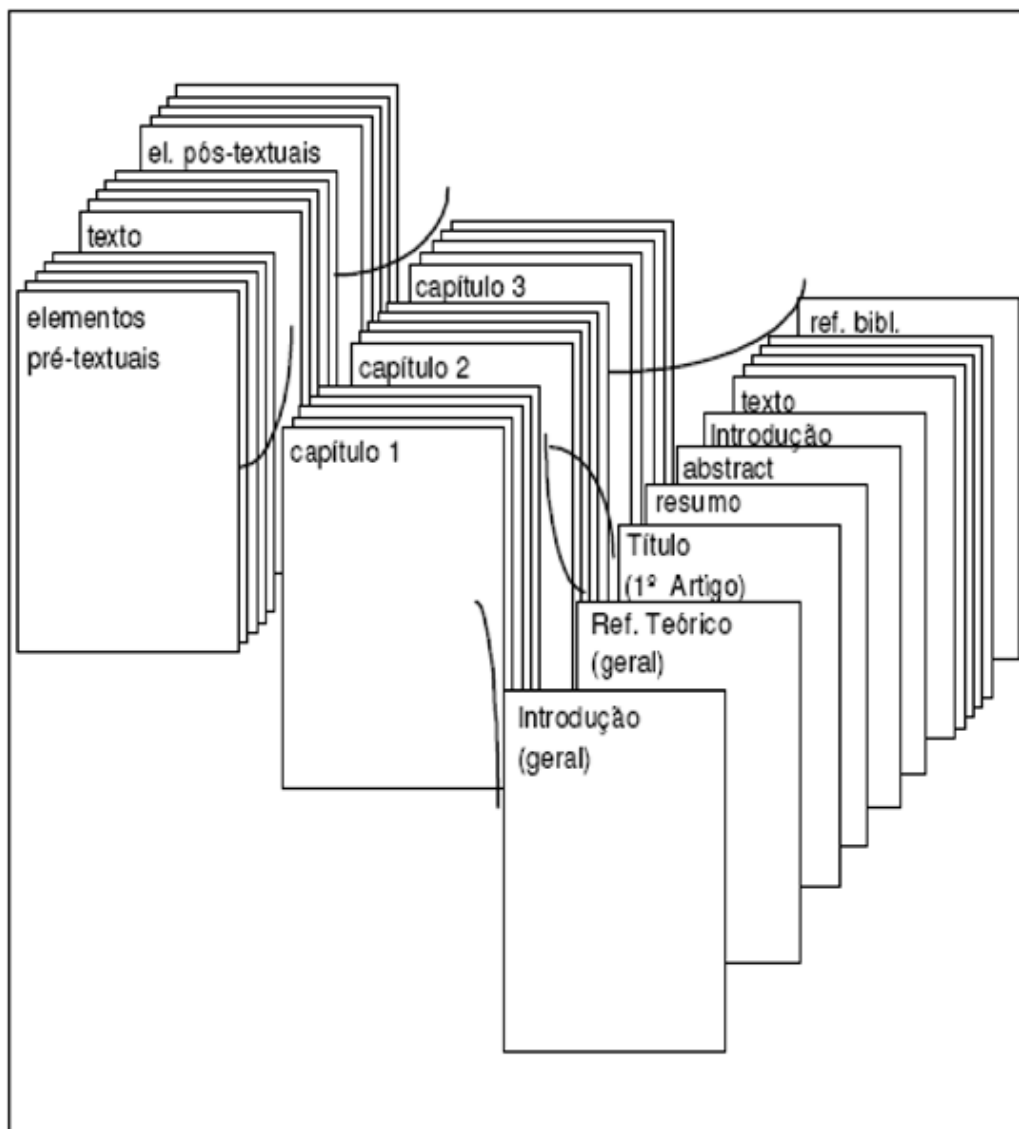 el. pós-textuais
texto
elementos
pré-textuais
capítulo 3
capítulo 2
capítulo 1
ref. bibl.
texto
Introdução
abstract
resumo
Título
(1º Artigo)
Ref. Teórico
(geral)
Introdução
(geral)